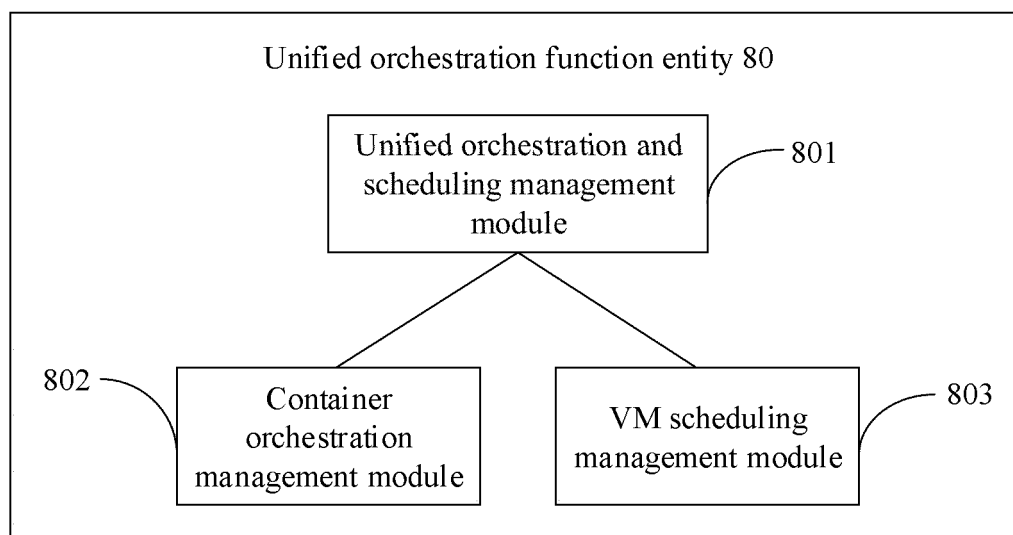 Unified orchestration function entity 80
Unified orchestration and
scheduling management
module
801
802
Container
orchestration
management module
VM scheduling
management module
803